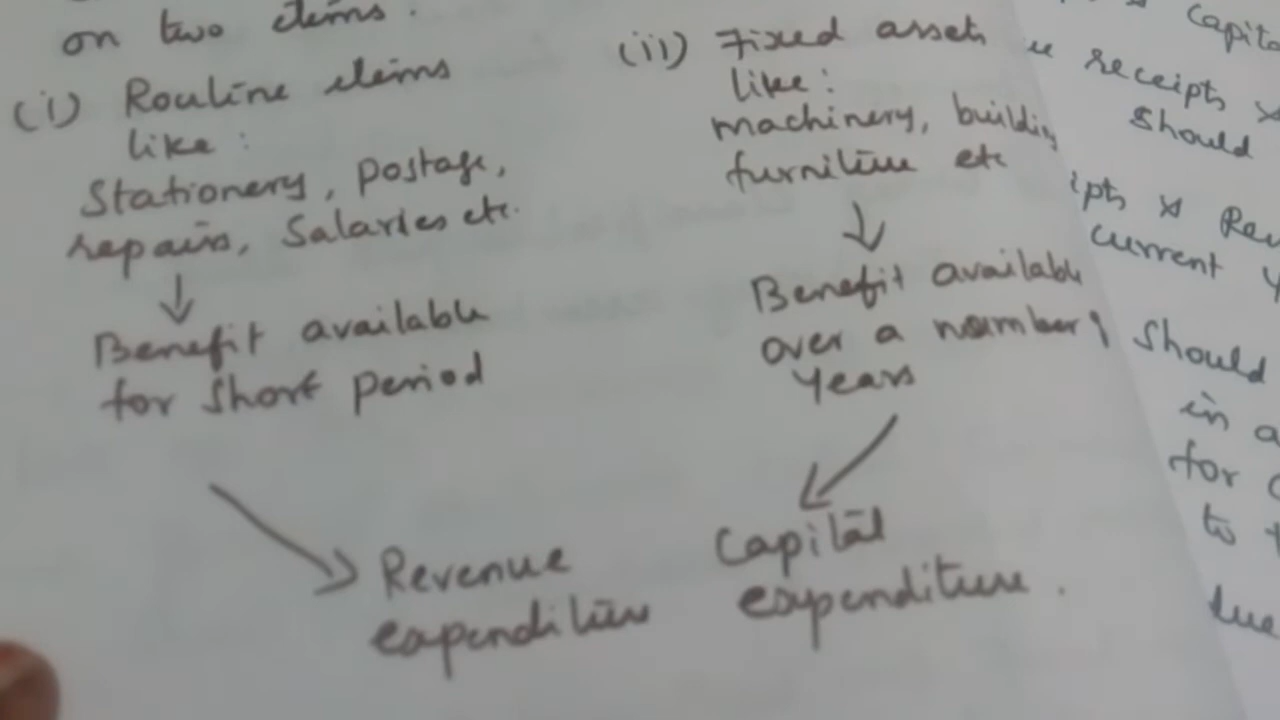 on two items.
(i) Routine items
like:
Stationery, postage,
repairs, Salaries etc.
↓
Benefit available
for short period
Revenue
expenditure
(ii) Fixed assets
like:
machinery, building
furniture etc
↓
Benefit available
over a number of
years
Capital
expenditure.
receipts
should
Current
should
in a
for
to